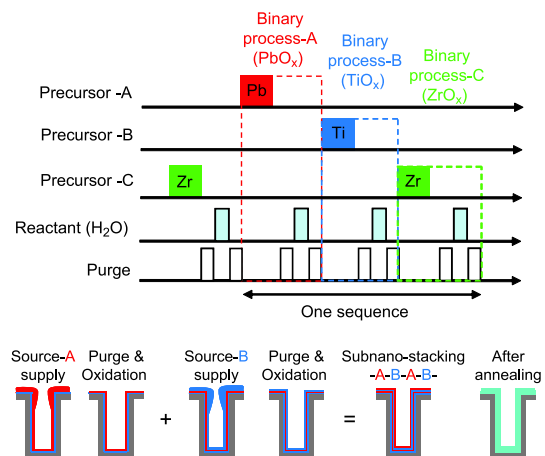 Binary
process-A
(PbOx)
Binary
process-B
(TiOx)
Binary
process-C
(ZrOx)
Precursor -A
Pb
Precursor -B
Ti
Precursor -C
Zr
Zr
Reactant (H2O)
Purge
One sequence
Source-A
supply
Purge &
Oxidation
+
Source-B
supply
Purge &
Oxidation
=
Subnano-stacking
-A-B-A-B-
After
annealing